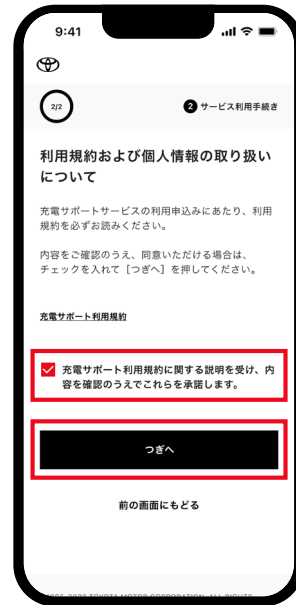 9:41
2/2
2 サービス利用手続き
利用規約および個人情報の取り扱い
について
充電サポートサービスの利用申込みにあたり、利用
規約を必ずお読みください。
内容をご確認のうえ、同意いただける場合は、
チェックを入れて［つぎへ］を押してください。
充電サポート利用規約
充電サポート利用規約に関する説明を受け、内
容を確認のうえでこれらを承諾します。
つぎへ
前の画面にもどる
TOYOTA MOTOR CORPORATION. ALL RIGHTS